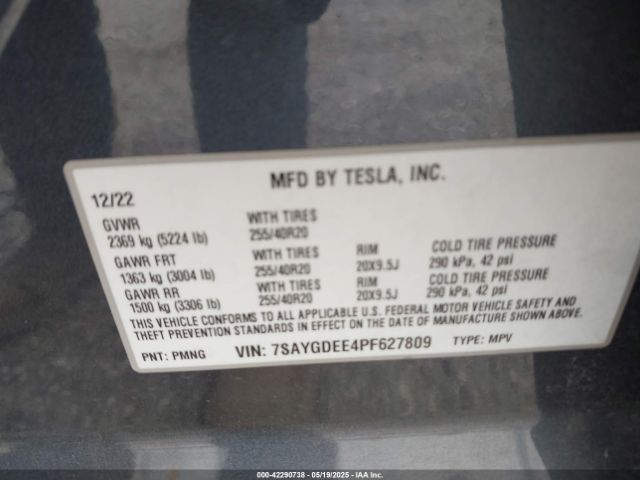 MFD BY TESLA, INC.
12/22
GVWR WITH TIRES
2369 kg (5224 lb) 255/40R20
GAWR FRT WITH TIRES RIM COLD TIRE PRESSURE
1363 kg (3004 lb) 255/40R20 20X9.5J 290 kPa, 42 psi
GAWR RR WITH TIRES RIM COLD TIRE PRESSURE
1500 kg (3306 lb) 255/40R20 20X9.5J 290 kPa, 42 psi
THIS VEHICLE CONFORMS TO ALL APPLICABLE U.S. FEDERAL MOTOR VEHICLE SAFETY AND
THEFT PREVENTION STANDARDS IN EFFECT ON THE DATE OF MANUFACTURE SHOWN ABOVE.
PNT: PMNG VIN: 7SAYGDEE4PF627809 TYPE: MPV
000-42290738 - 05/19/2025 - IAA Inc.